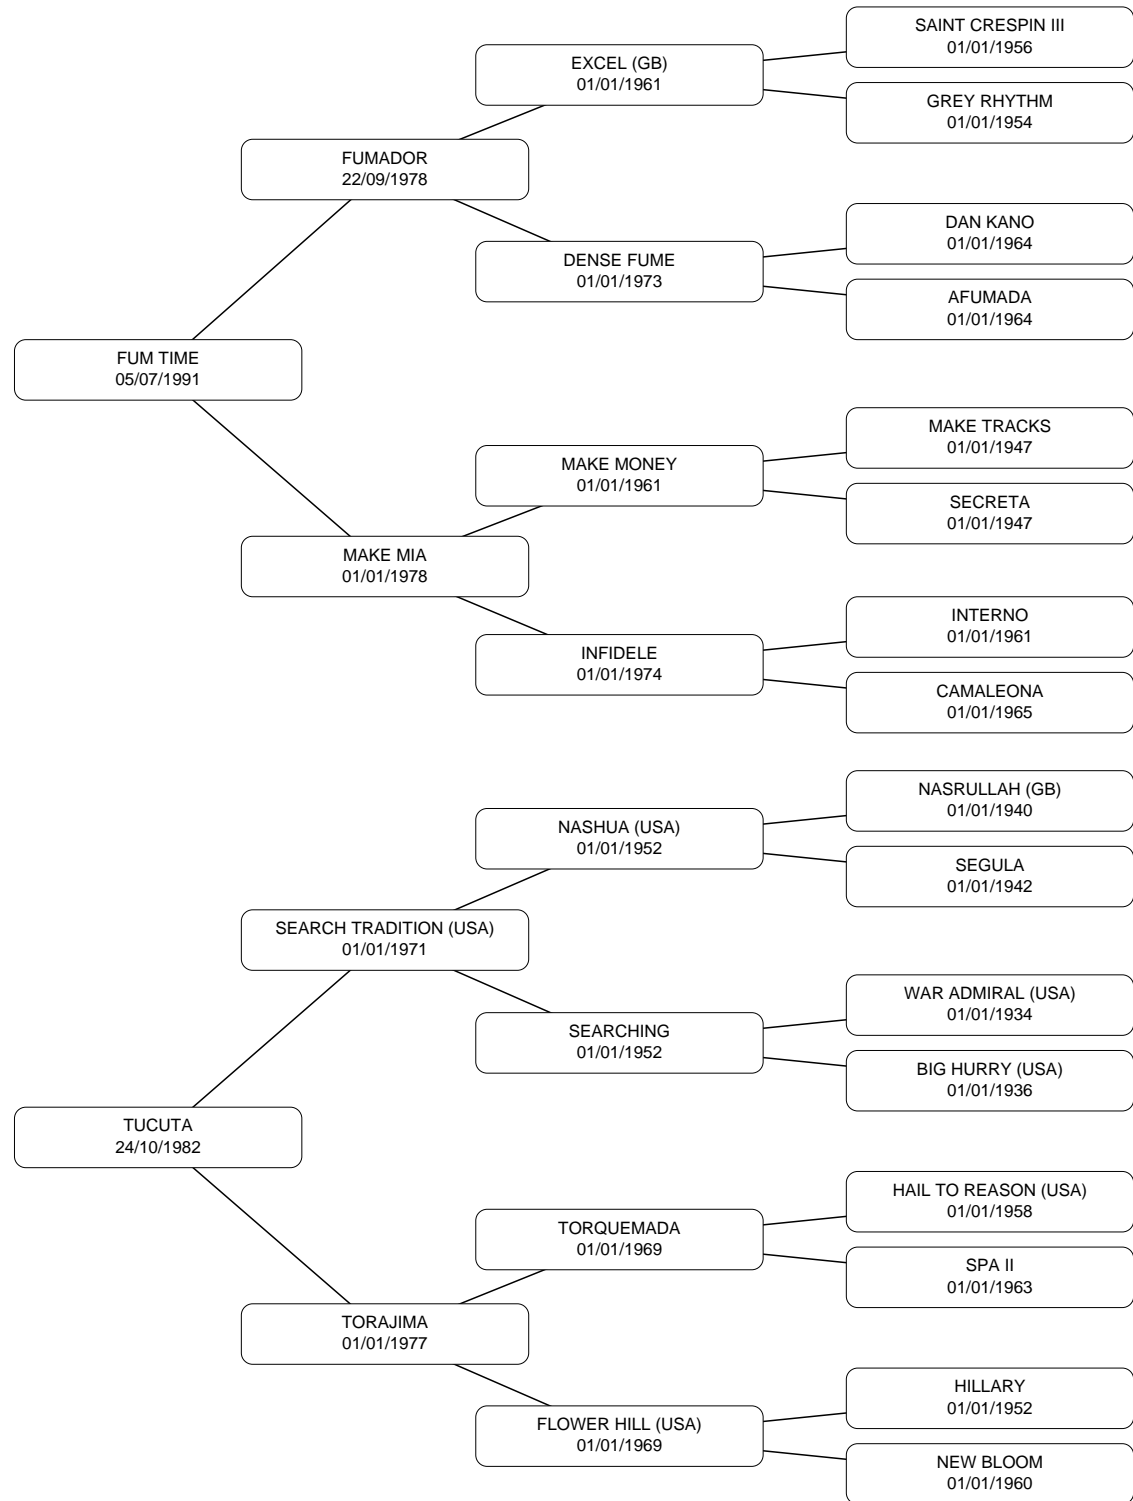 SAINT CRESPIN III
01/01/1956
EXCEL (GB)
01/01/1961
GREY RHYTHM
01/01/1954
FUMADOR
22/09/1978
DAN KANO
01/01/1964
DENSE FUME
01/01/1973
AFUMADA
01/01/1964
FUM TIME
05/07/1991
MAKE TRACKS
01/01/1947
MAKE MONEY
01/01/1961
SECRETA
01/01/1947
MAKE MIA
01/01/1978
INTERNO
01/01/1961
INFIDELE
01/01/1974
CAMALEONA
01/01/1965
NASRULLAH (GB)
01/01/1940
NASHUA (USA)
01/01/1952
SEGULA
01/01/1942
SEARCH TRADITION (USA)
01/01/1971
WAR ADMIRAL (USA)
01/01/1934
SEARCHING
01/01/1952
BIG HURRY (USA)
01/01/1936
TUCUTA
24/10/1982
HAIL TO REASON (USA)
01/01/1958
TORQUEMADA
01/01/1969
SPA II
01/01/1963
TORAJIMA
01/01/1977
HILLARY
01/01/1952
FLOWER HILL (USA)
01/01/1969
NEW BLOOM
01/01/1960